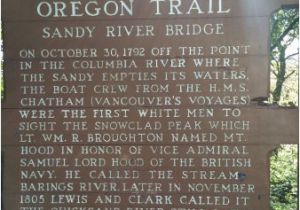 OREGON TRAIL
SANDY RIVER BRIDGE
ON OCTOBER 30, 1792 OFF THE POINT
IN THE COLUMBIA RIVER WHERE
THE SANDY EMPTIES ITS WATERS,
THE BOAT CREW FROM THE H.M.S.
CHATHAM (VANCOUVER'S VOYAGES)
WERE THE FIRST WHITE MEN TO
SIGHT THE SNOWCLAD PEAK WHICH
LT. WM. R. BROUGHTON NAMED MT.
HOOD IN HONOR OF VICE ADMIRAL
SAMUEL LORD HOOD OF THE BRITISH
NAVY. HE CALLED THE STREAM
BARINGS RIVER. LATER IN NOVEMBER
1805 LEWIS AND CLARK CALLED IT